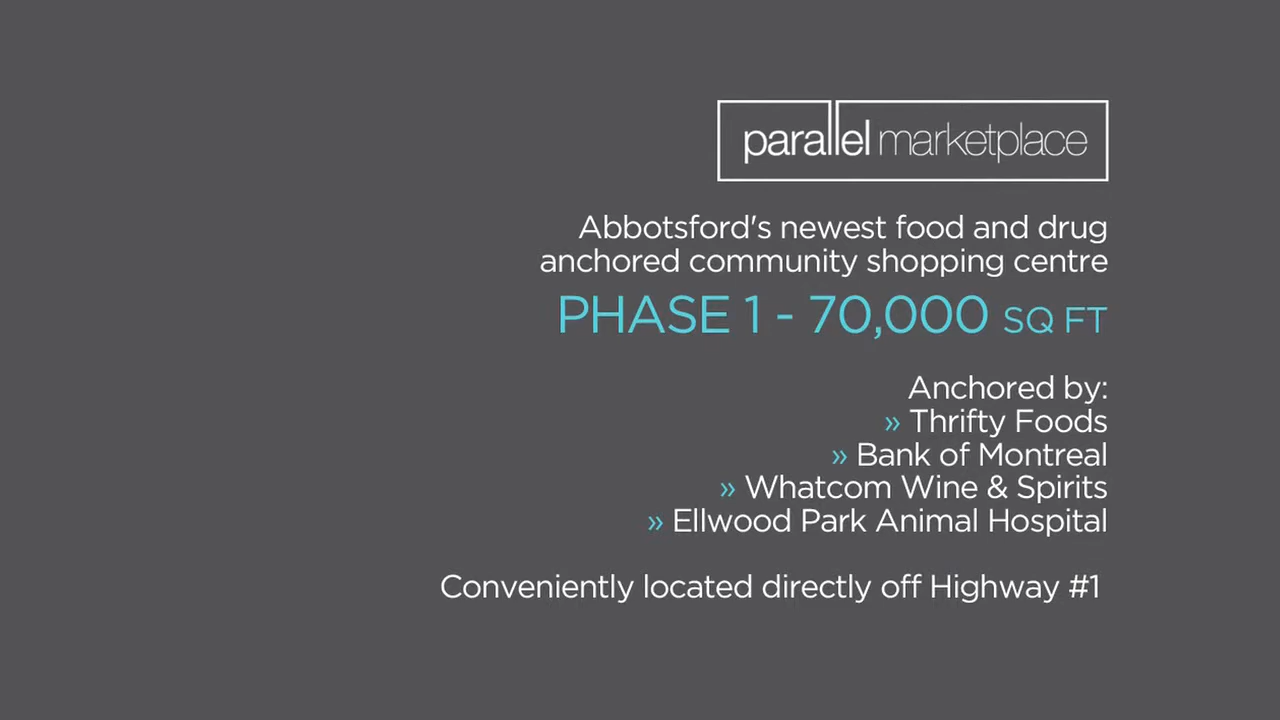 parallel marketplace
Abbotsford's newest food and drug
anchored community shopping centre
PHASE 1 - 70,000 SQ FT
Anchored by:
» Thrifty Foods
» Bank of Montreal
» Whatcom Wine & Spirits
» Ellwood Park Animal Hospital
Conveniently located directly off Highway #1